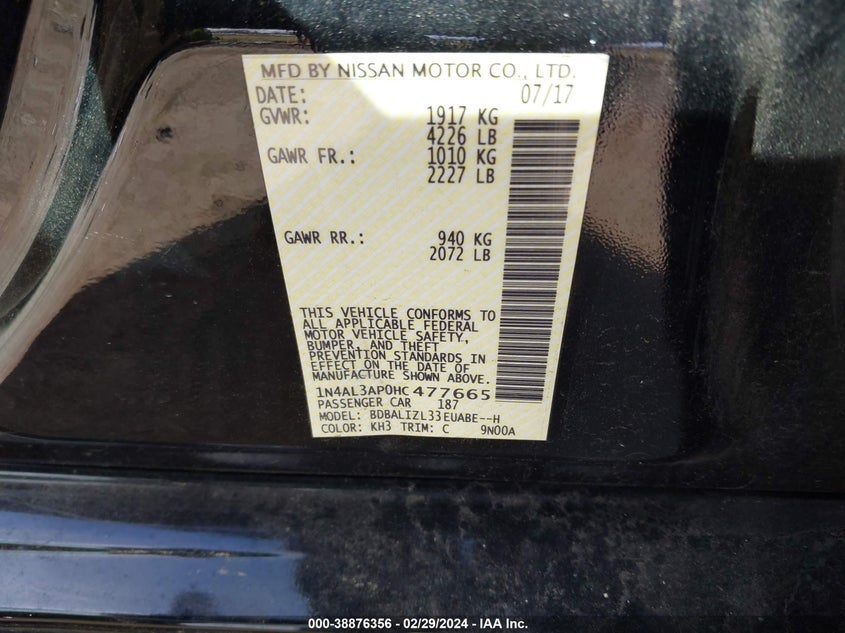 MFD BY NISSAN MOTOR CO., LTD.
DATE: 07/17
GVWR: 1917 KG
4226 LB
GAWR FR.: 1010 KG
2227 LB
GAWR RR.: 940 KG
2072 LB
THIS VEHICLE CONFORMS TO
ALL APPLICABLE FEDERAL
MOTOR VEHICLE SAFETY,
BUMPER, AND THEFT
PREVENTION STANDARDS IN
EFFECT ON THE DATE OF
MANUFACTURE SHOWN ABOVE.
1N4AL3AP0HC477665
PASSENGER CAR 187
MODEL: BDBALIZL33EUABE--H
COLOR: KH3 TRIM: C 9N00A
000-38876356 - 02/29/2024 - IAA Inc.